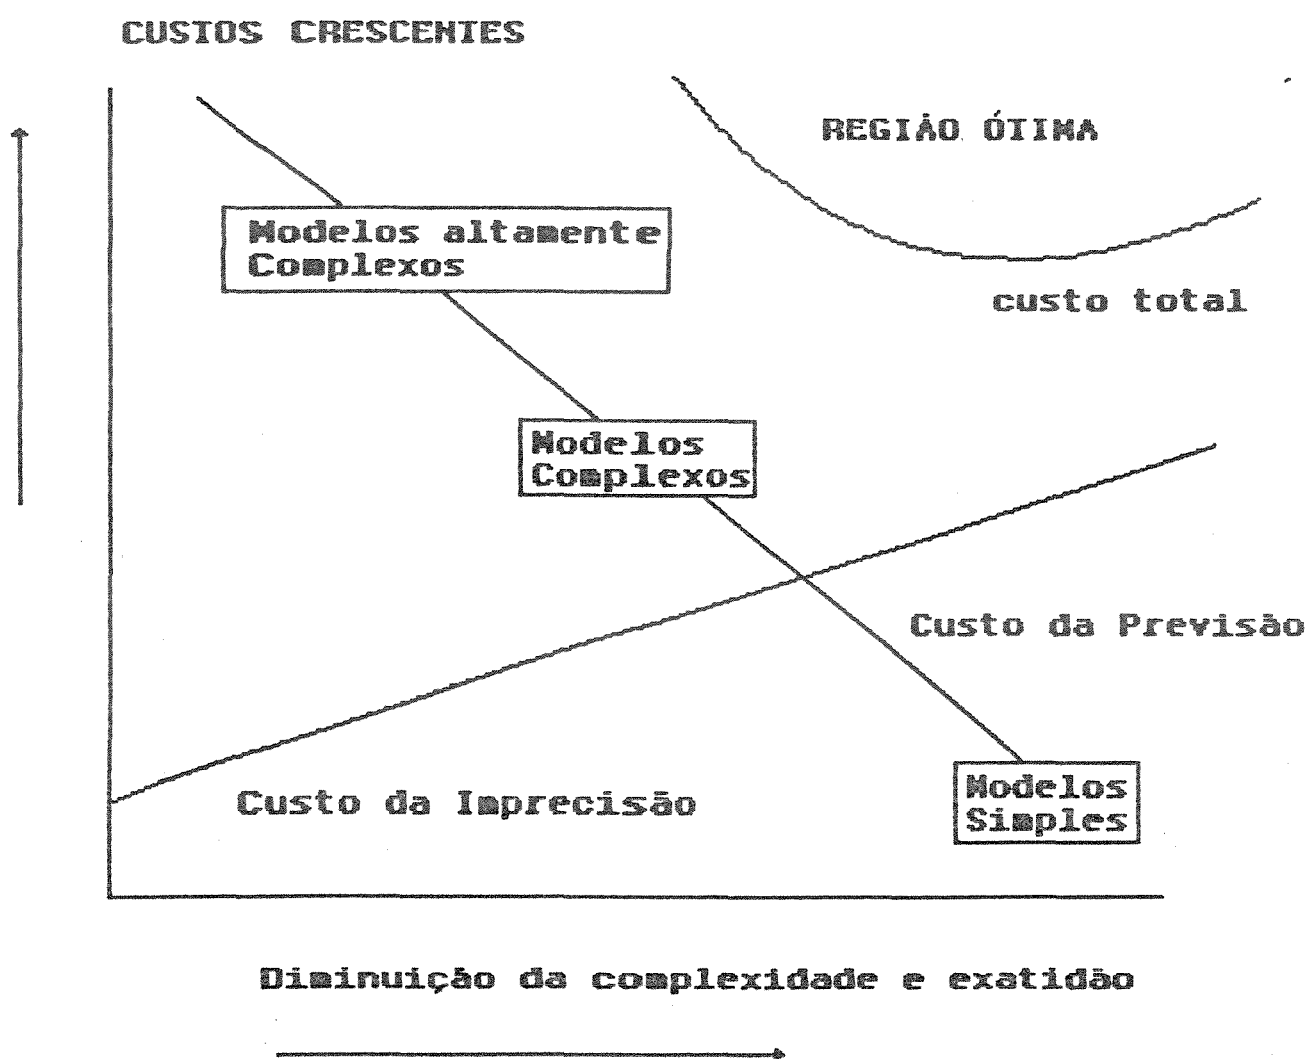 CUSTOS CRESCENTES
REGIÃO ÓTIMA
Modelos altamente
Complexos
custo total
Modelos
Complexos
Custo da Previsão
Custo da Imprecisão
Modelos
Simples
Diminuição da complexidade e exatidão